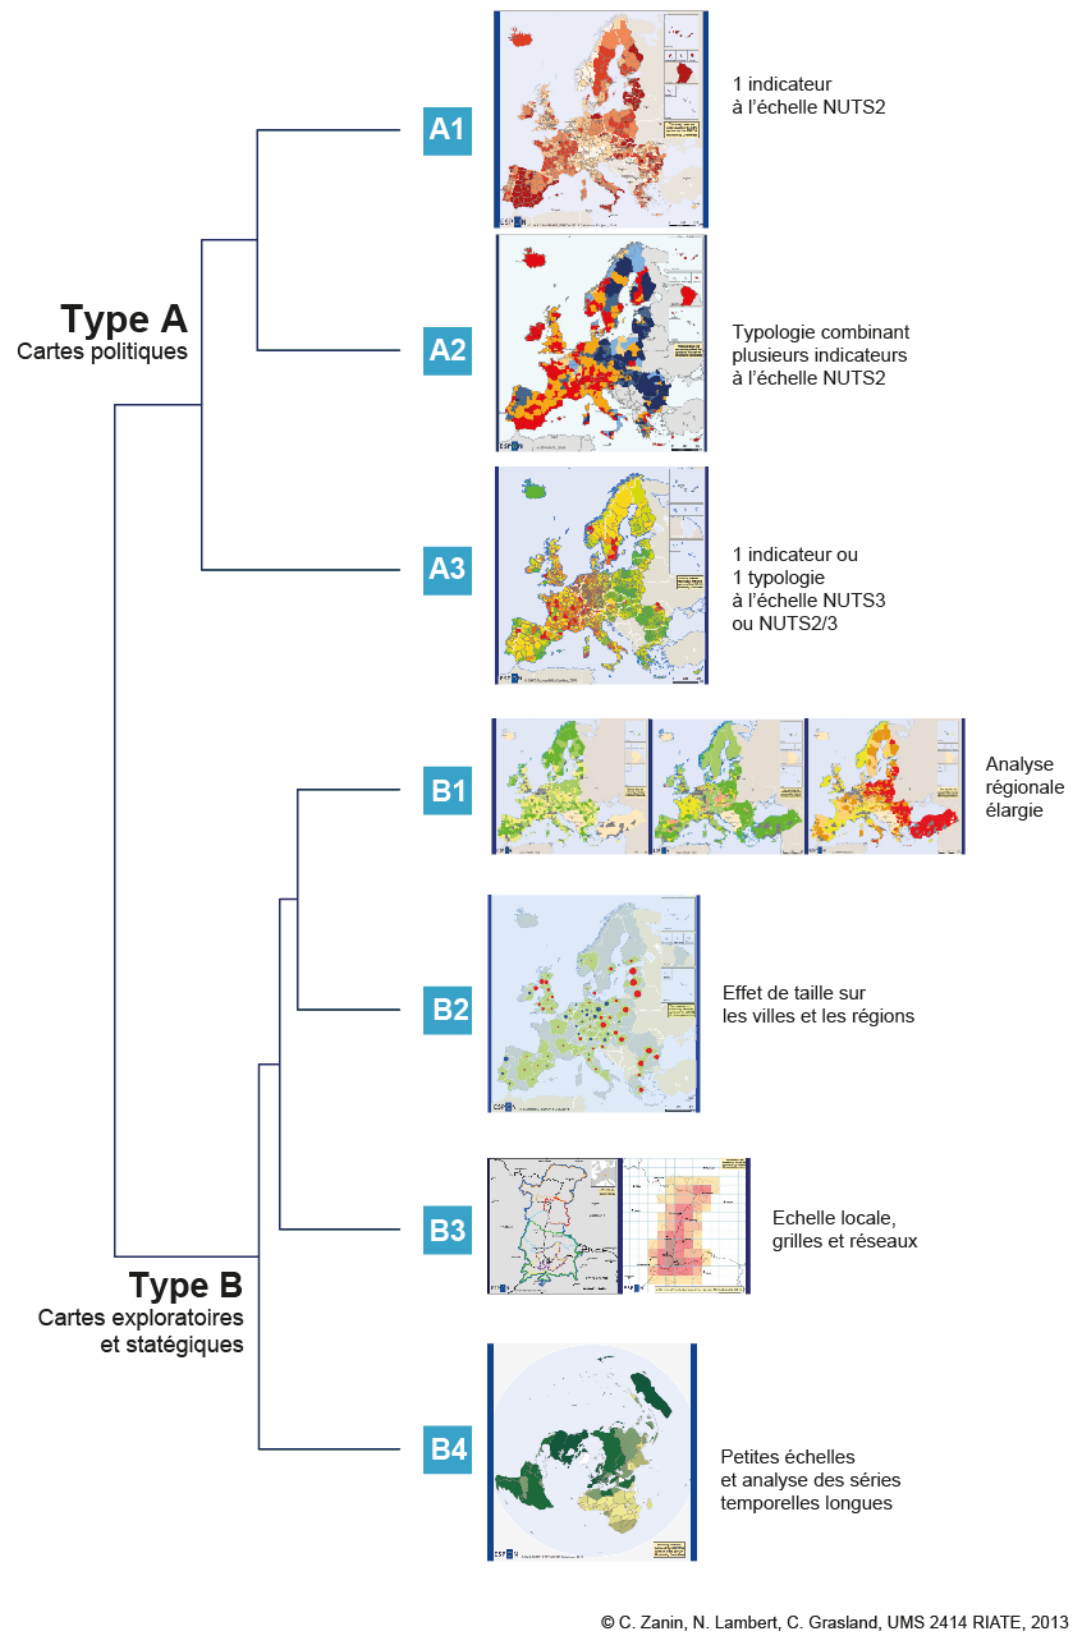 A1
1 indicateur
à l'échelle NUTS2
Type A
Cartes politiques
A2
Typologie combinant
plusieurs indicateurs
à l'échelle NUTS2
A3
1 indicateur ou
1 typologie
à l'échelle NUTS3
ou NUTS2/3
B1
Analyse
régionale
élargie
B2
Effet de taille sur
les villes et les régions
B3
Echelle locale,
grilles et réseaux
Type B
Cartes exploratoires
et statégiques
B4
Petites échelles
et analyse des séries
temporelles longues
© C. Zanin, N. Lambert, C. Grasland, UMS 2414 RIATE, 2013